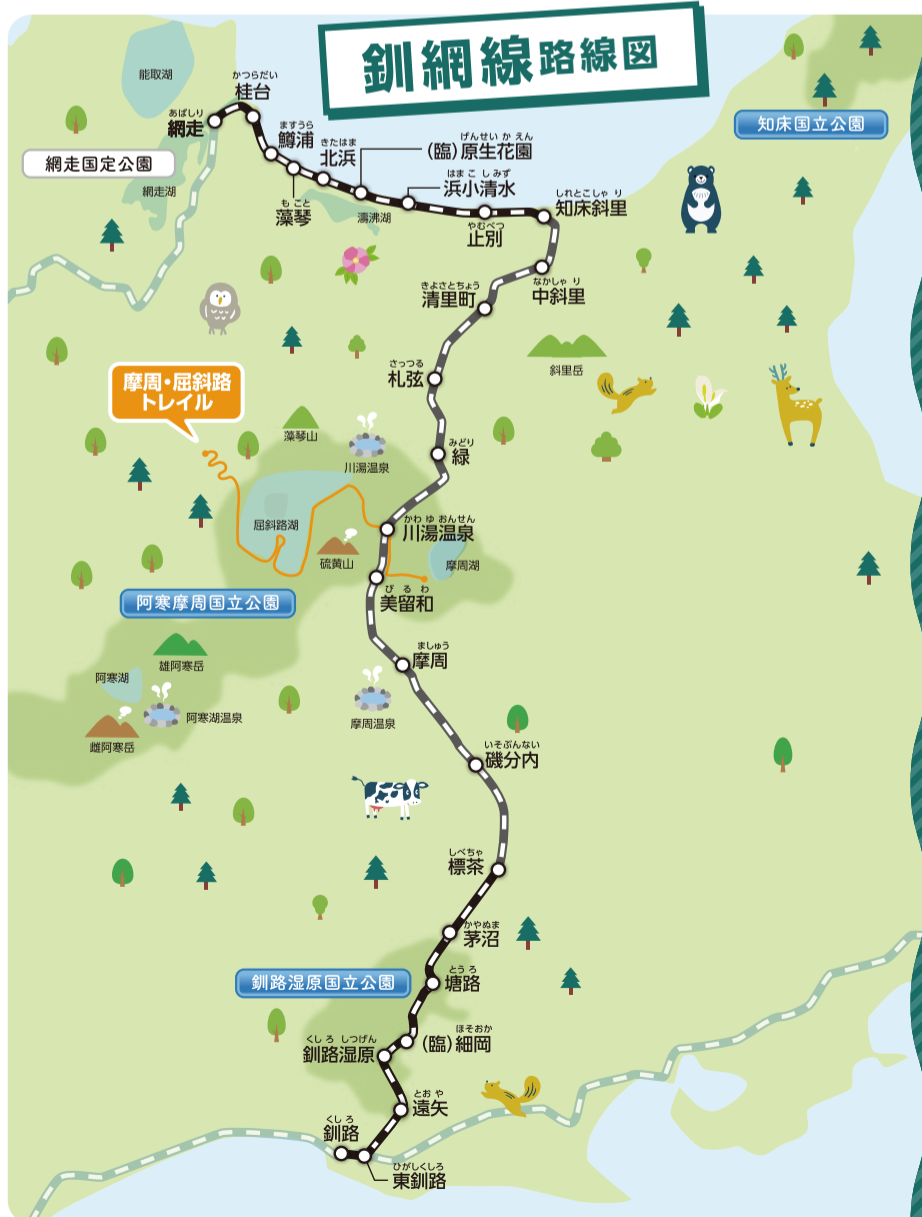 釧網線路線図
能取湖
かつらだい
桂台
あばしり
網走
ますうら
鱒浦
きたはま
北浜
げんせいかえん
(臨)原生花園
知床国立公園
網走国定公園
網走湖
もこと
藻琴
濤沸湖
はまこしみず
浜小清水
やむべつ
止別
しれとこしゃり
知床斜里
なかしゃり
中斜里
きよさとちょう
清里町
斜里岳
さっつる
札弦
摩周・屈斜路
トレイル
藻琴山
川湯温泉
みどり
緑
屈斜路湖
硫黄山
かわゆおんせん
川湯温泉
摩周湖
びるわ
美留和
阿寒摩周国立公園
雄阿寒岳
阿寒湖
阿寒湖温泉
雌阿寒岳
ましゅう
摩周
摩周温泉
いそぶんない
磯分内
しべちゃ
標茶
かやぬま
茅沼
釧路湿原国立公園
とうろ
塘路
ほそおか
(臨)細岡
くしろしつげん
釧路湿原
とおや
遠矢
くしろ
釧路
ひがしくしろ
東釧路